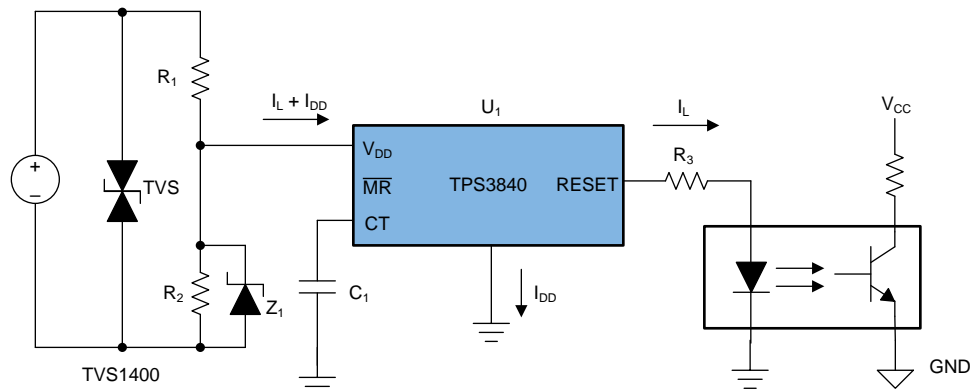 R1
IL + IDD
U1
IL
VCC
VDD
MR
TPS3840
RESET
R3
CT
TVS
+
–
R2
Z1
C1
IDD
TVS1400
GND